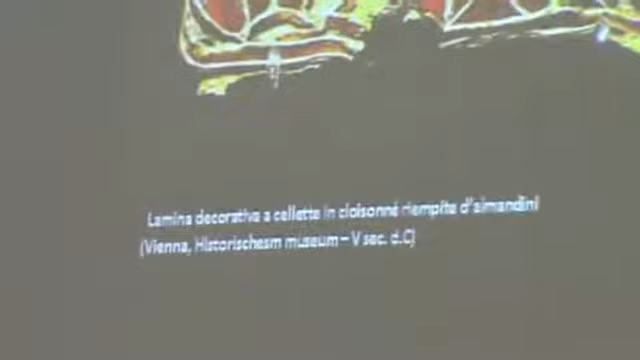 Lamina decorativa a cellette in cloisonné riempite d'almandini
(Vienna, Historischesm museum – V sec. d.C)